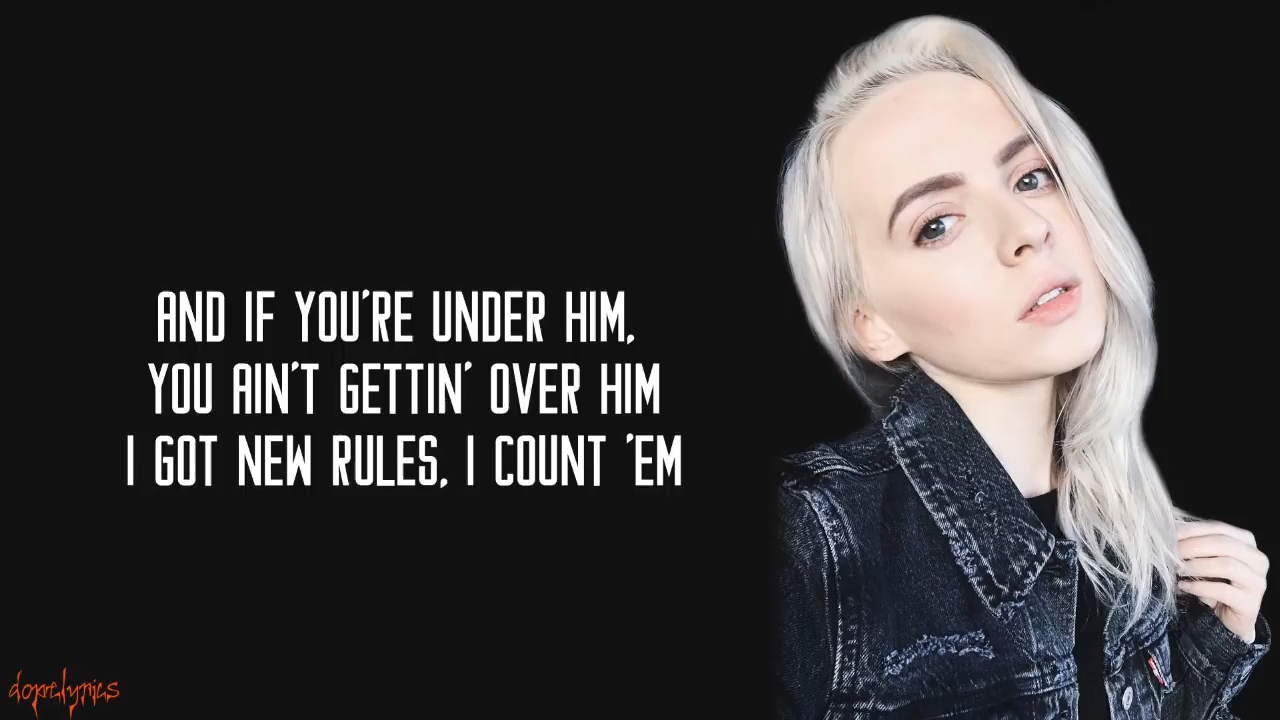 AND IF YOU'RE UNDER HIM,
YOU AIN'T GETTIN' OVER HIM
I GOT NEW RULES, I COUNT 'EM
dopelyrics